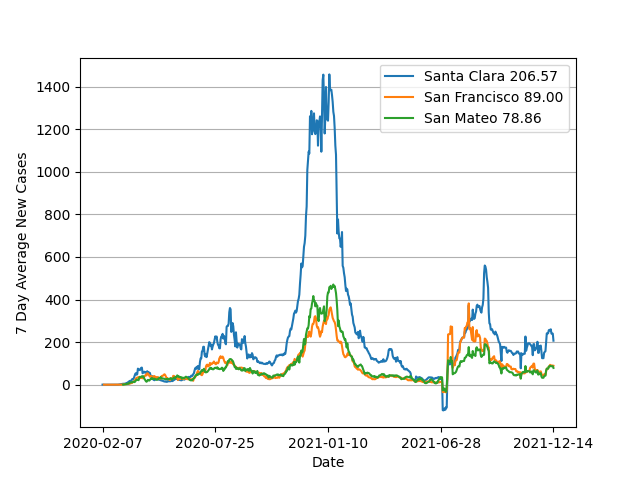 1400
1200
1000
800
600
400
200
0
7 Day Average New Cases
Santa Clara 206.57
San Francisco 89.00
San Mateo 78.86
2020-02-07 2020-07-25 2021-01-10 2021-06-28 2021-12-14
Date